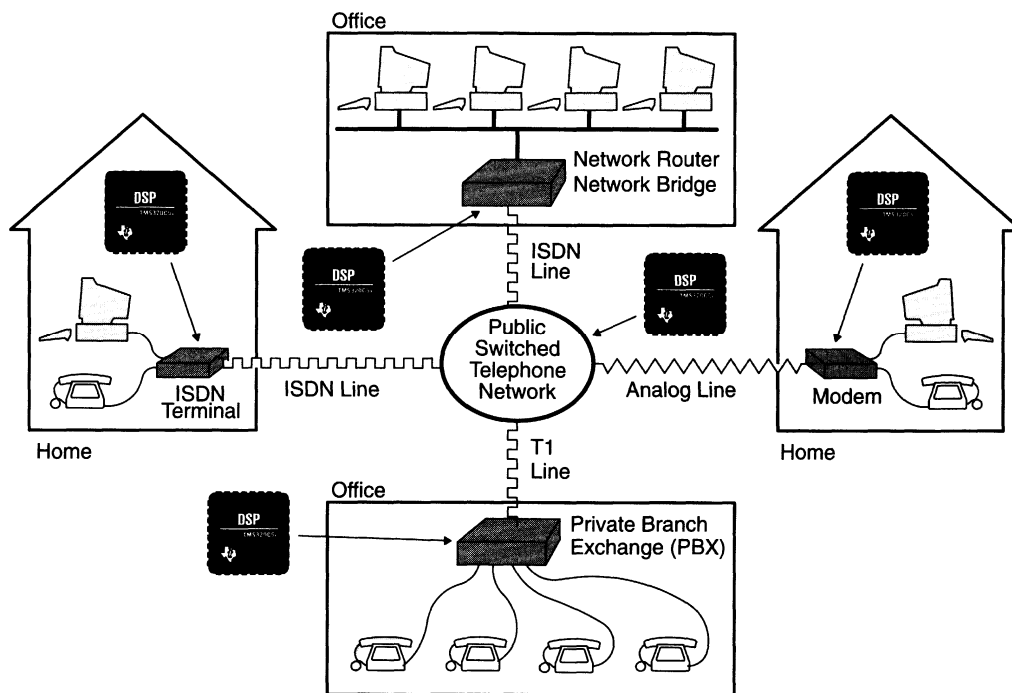 Office
Network Router
Network Bridge
DSP
DSP
DSP
DSP
ISDN
Line
Public
Switched
Telephone
Network
ISDN Line
Analog Line
ISDN
Terminal
Modem
Home
Home
T1
Line
Office
DSP
Private Branch
Exchange (PBX)